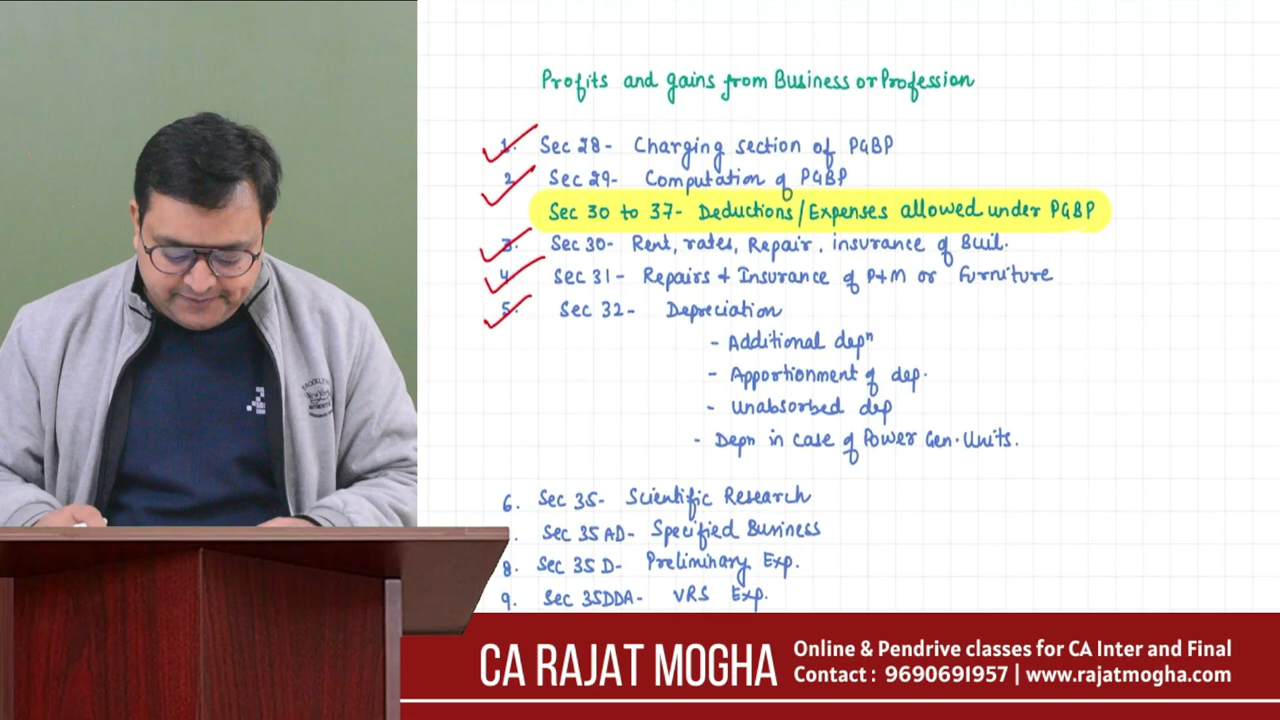 Profits and gains from Business or Profession
1. Sec 28- Charging section of PGBP
2. Sec 29- Computation of PGBP
Sec 30 to 37- Deductions/Expenses allowed under PGBP
3. Sec 30- Rent, rates, Repair, insurance of Buil.
4. Sec 31- Repairs + Insurance of P+M or Furniture
5. Sec 32- Depreciation
- Additional depn
- Apportionment of dep.
- Unabsorbed dep
- Depn in case of Power Gen. Units.
6. Sec 35- Scientific Research
. Sec 35 AD- Specified Business
8. Sec 35 D- Preliminary Exp.
9. Sec 35DDA- VRS Exp.
CA RAJAT MOGHA
Online & Pendrive classes for CA Inter and Final
Contact : 9690691957 | www.rajatmogha.com